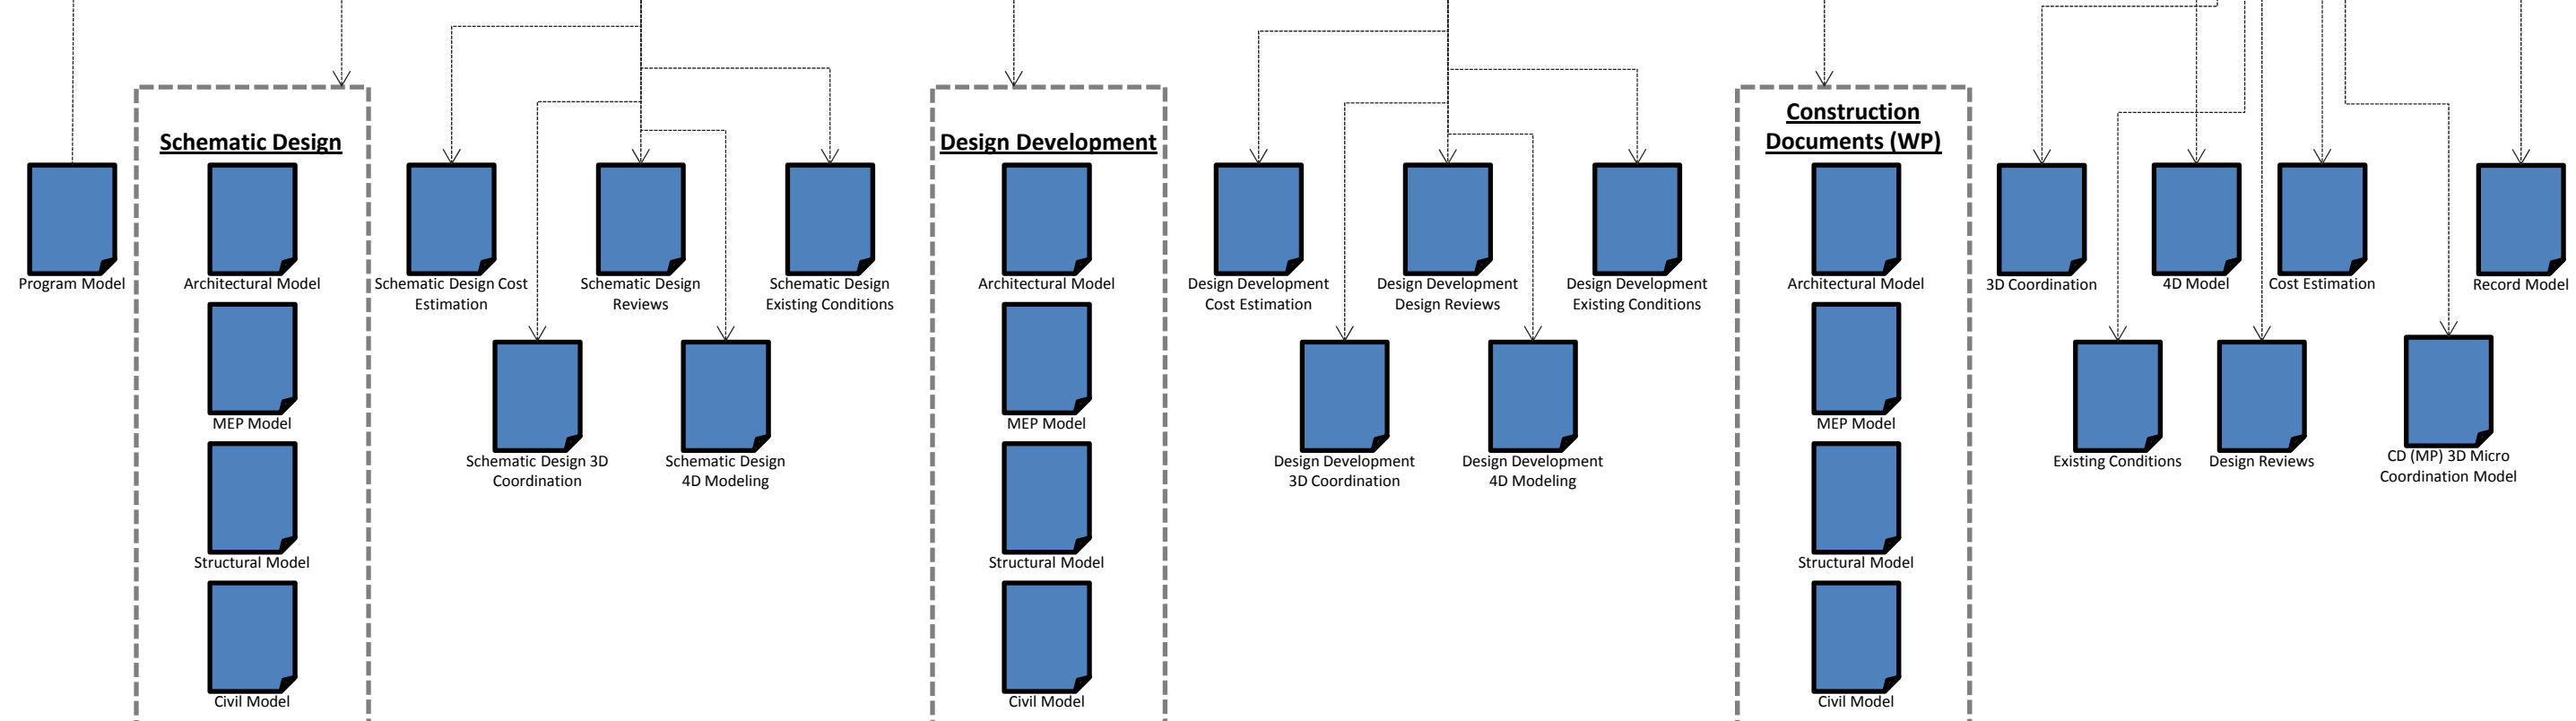 Program Model
Schematic Design
Architectural Model
MEP Model
Structural Model
Civil Model
Schematic Design Cost
Estimation
Schematic Design
Reviews
Schematic Design
Existing Conditions
Schematic Design 3D
Coordination
Schematic Design
4D Modeling
Design Development
Architectural Model
MEP Model
Structural Model
Civil Model
Design Development
Cost Estimation
Design Development
Design Reviews
Design Development
Existing Conditions
Design Development
3D Coordination
Design Development
4D Modeling
Construction
Documents (WP)
Architectural Model
MEP Model
Structural Model
Civil Model
3D Coordination
4D Model
Cost Estimation
Record Model
Existing Conditions
Design Reviews
CD (MP) 3D Micro
Coordination Model